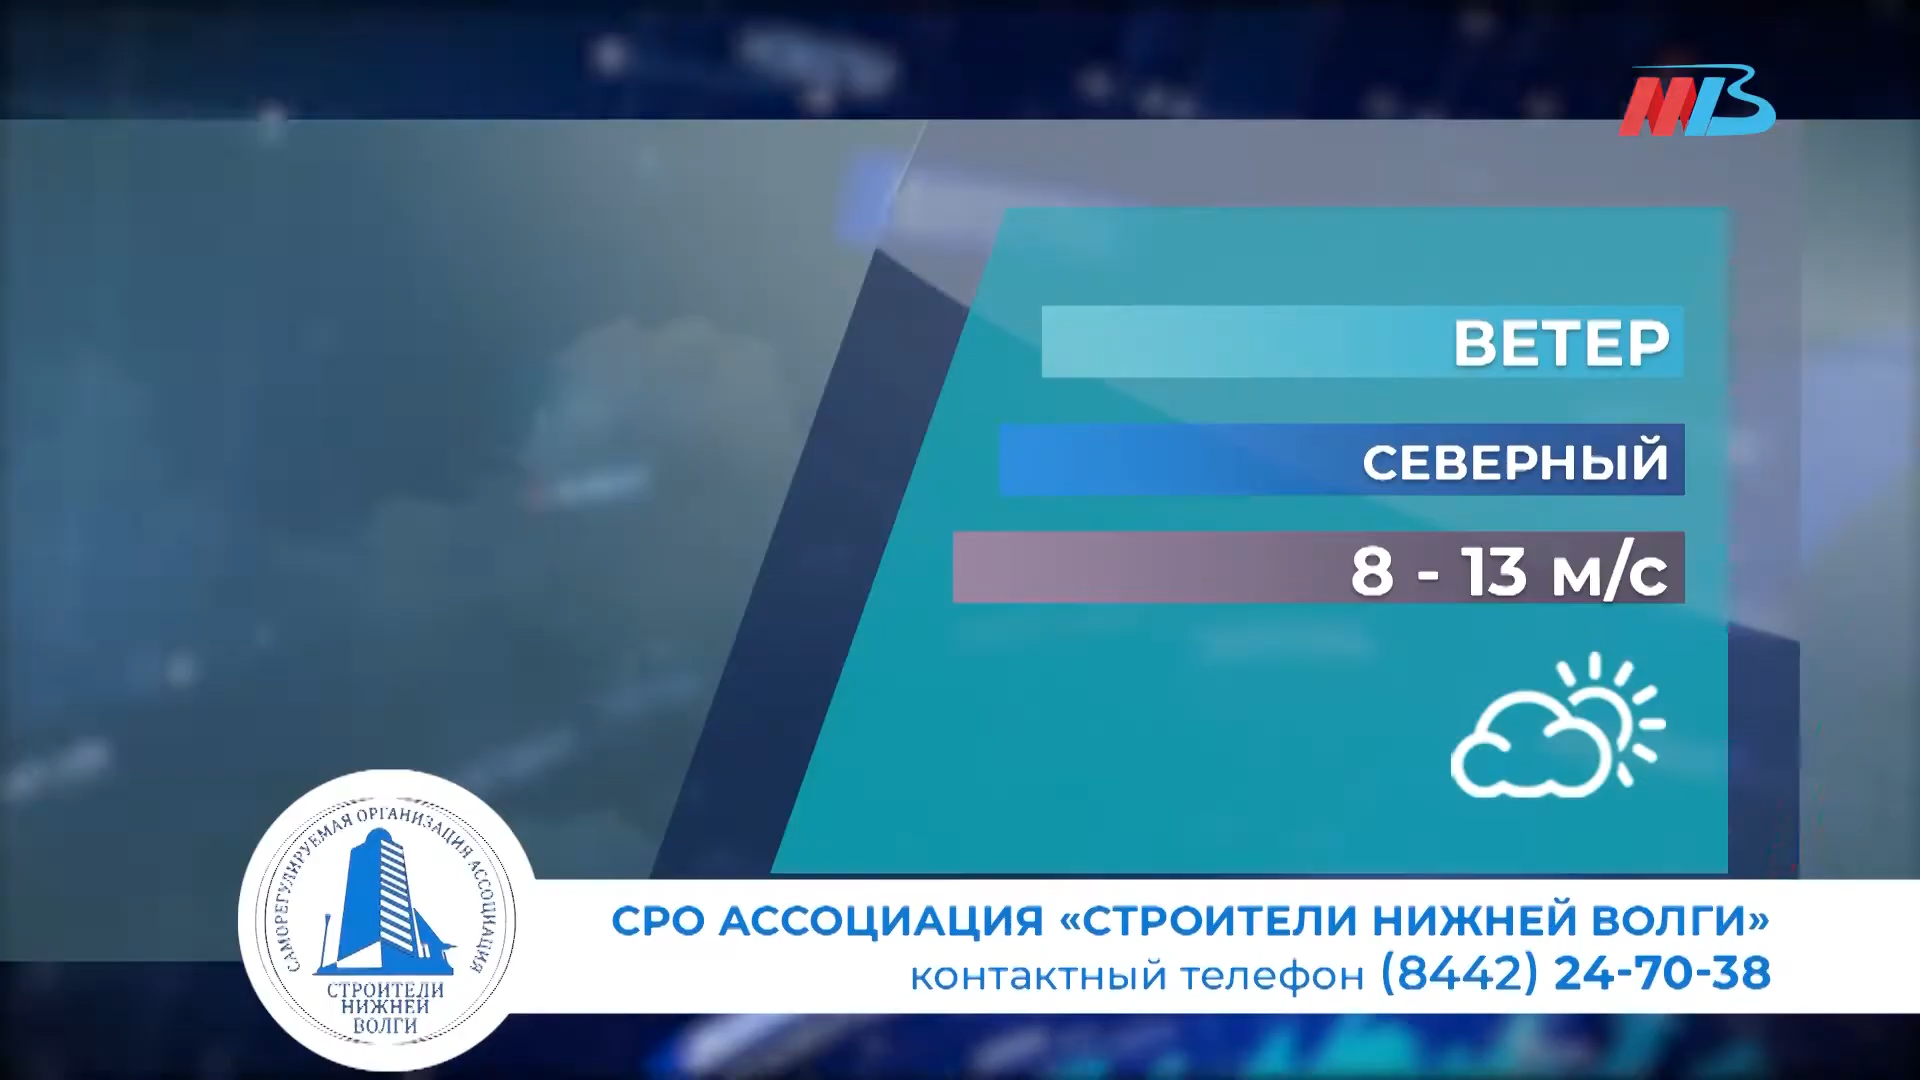 МВ
ВЕТЕР
СЕВЕРНЫЙ
8 - 13 м/с
САМОРЕГУЛИРУЕМАЯ ОРГАНИЗАЦИЯ АССОЦИАЦИЯ
СТРОИТЕЛИ
НИЖНЕЙ
ВОЛГИ
СРО АССОЦИАЦИЯ «СТРОИТЕЛИ НИЖНЕЙ ВОЛГИ»
контактный телефон (8442) 24-70-38